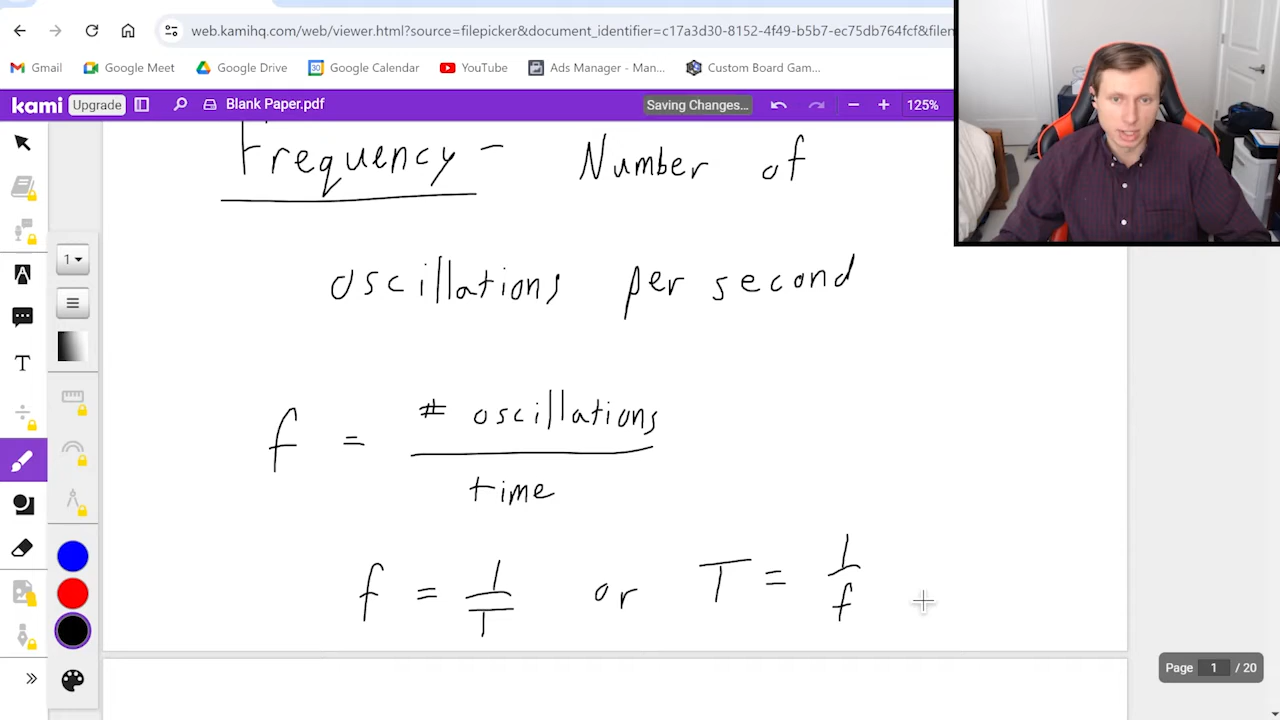 web.kamihq.com/web/viewer.html?source=filepicker&document_identifier=c17a3d30-8152-4f49-b5b7-ec75db764fcf&filen
Gmail Google Meet Google Drive Google Calendar YouTube Ads Manager - Man... Custom Board Gam...
30
kami Upgrade Blank Paper.pdf Saving Changes... 125%
Frequency - Number of
oscillations per second
1
A
T
f = # oscillations
time
f = 1/T or T = 1/f
Page 1 / 20